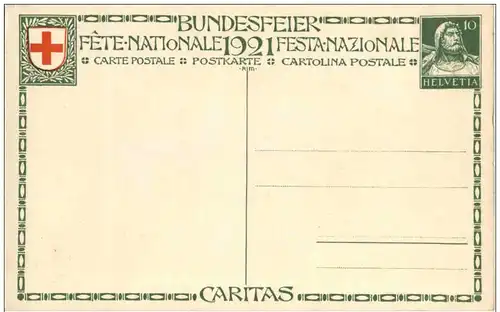 BUNDESFEIER
FÊTE·NATIONALE 1921 FESTA·NAZIONALE
CARTE POSTALE POSTKARTE CARTOLINA POSTALE
10
HELVETIA
CARITAS